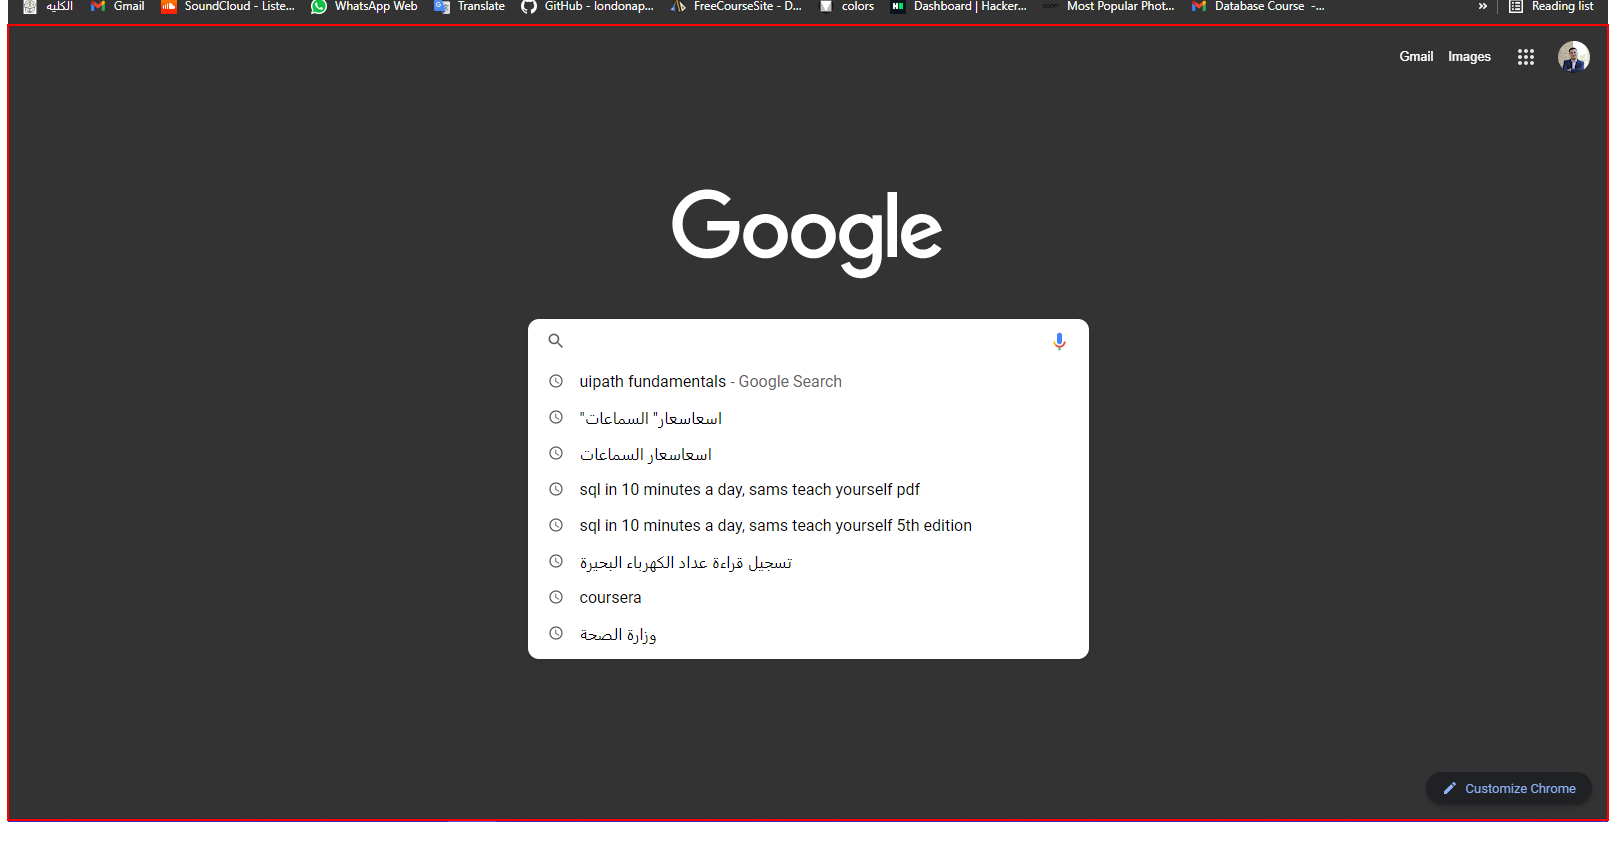 الكليه Gmail SoundCloud - Liste... WhatsApp Web Translate GitHub - londonap... FreeCourseSite - D... colors Dashboard | Hacker... Most Popular Phot... Database Course -... » Reading list
Gmail Images
Google
uipath fundamentals - Google Search
"اسعاسعار" السماعات
اسعاسعار السماعات
sql in 10 minutes a day, sams teach yourself pdf
sql in 10 minutes a day, sams teach yourself 5th edition
تسجيل قراءة عداد الكهرباء البحيرة
coursera
وزارة الصحة
Customize Chrome